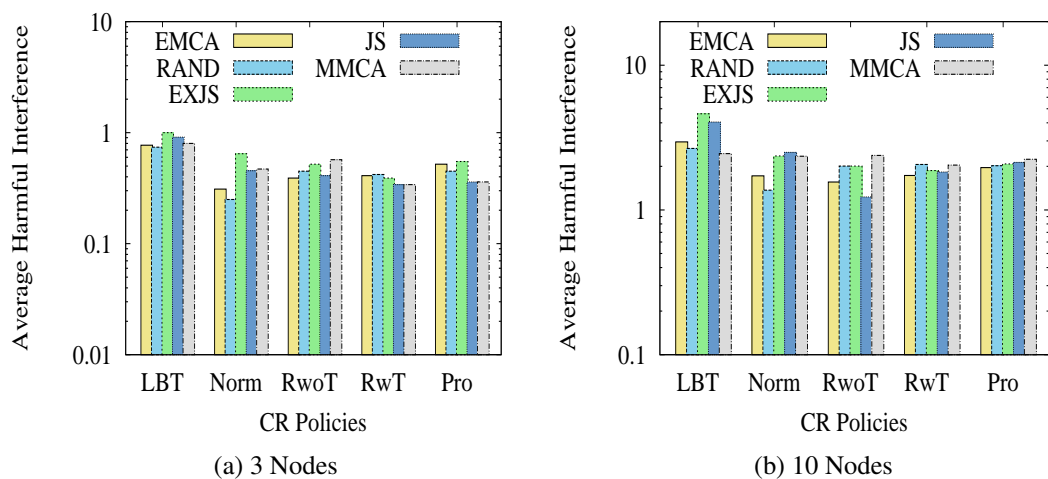 Average Harmful Interference
10
1
0.1
0.01
EMCA
RAND
EXJS
JS
MMCA
LBT Norm RwoT RwT Pro
CR Policies
(a) 3 Nodes
Average Harmful Interference
10
1
0.1
EMCA
RAND
EXJS
JS
MMCA
LBT Norm RwoT RwT Pro
CR Policies
(b) 10 Nodes